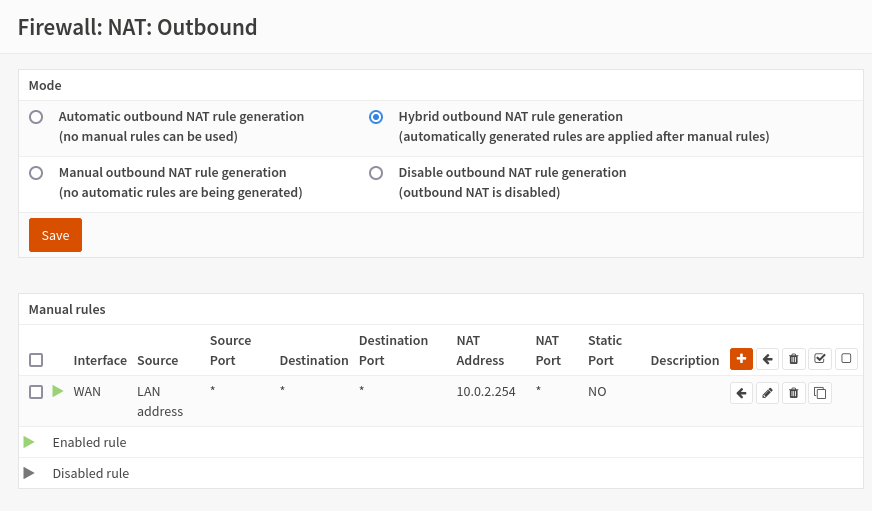 Firewall: NAT: Outbound
Mode
Automatic outbound NAT rule generation
(no manual rules can be used)
Hybrid outbound NAT rule generation
(automatically generated rules are applied after manual rules)
Manual outbound NAT rule generation
(no automatic rules are being generated)
Disable outbound NAT rule generation
(outbound NAT is disabled)
Save
Manual rules
Interface Source Source Port Destination Destination Port NAT Address NAT Port Static Port Description
WAN LAN address * * * 10.0.2.254 * NO
Enabled rule
Disabled rule